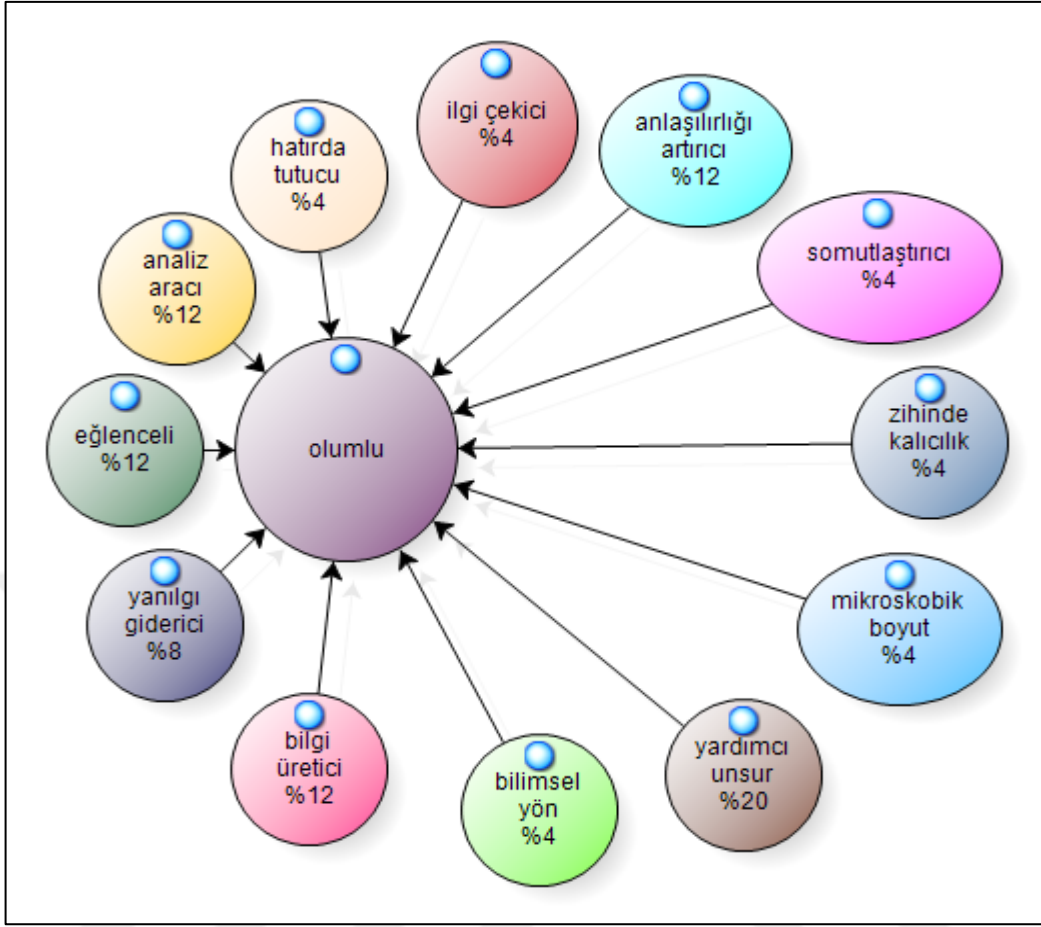 ilgi çekici
%4
anlaşılırlığı
artırıcı
%12
somutlaştırıcı
%4
zihinde
kalıcılık
%4
mikroskobik
boyut
%4
yardımcı
unsur
%20
bilimsel
yön
%4
bilgi
üretici
%12
yanılgı
giderici
%8
eğlenceli
%12
analiz
aracı
%12
hatırda
tutucu
%4
olumlu